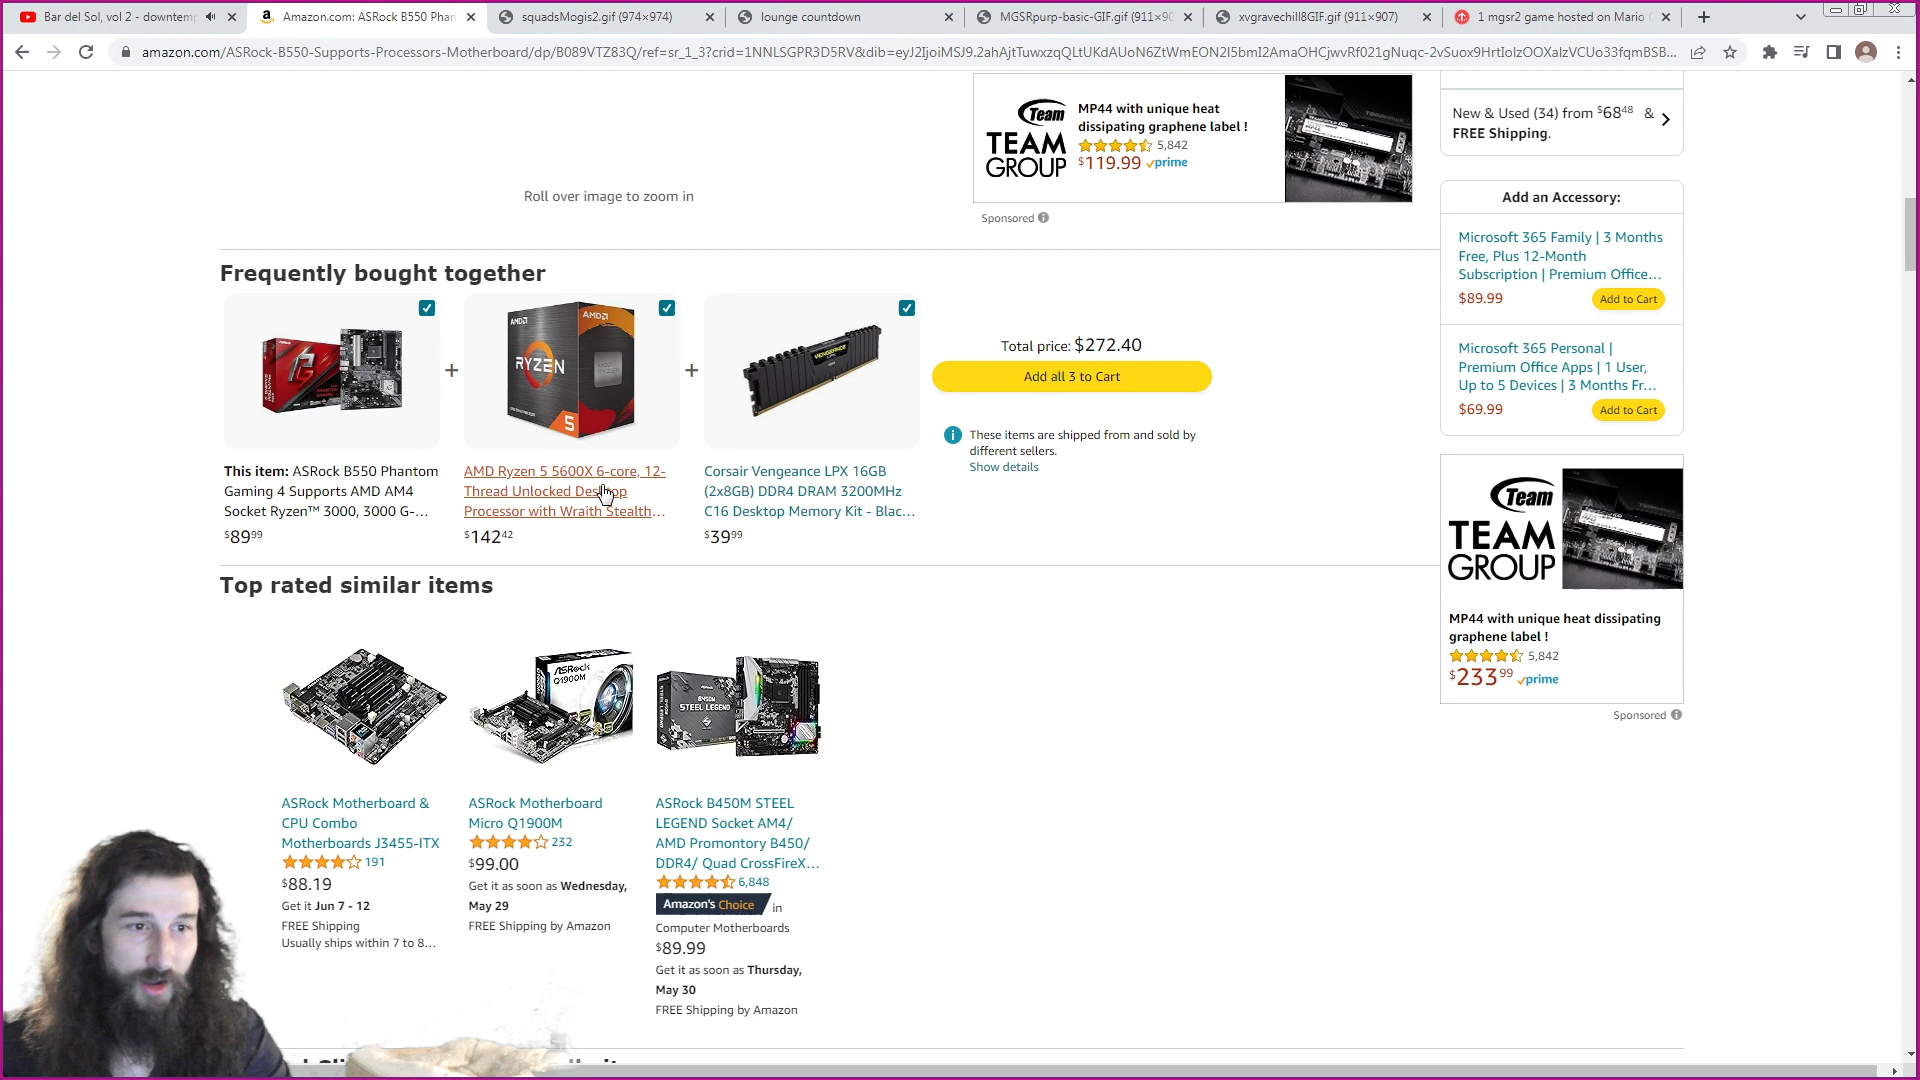 Bar del Sol, vol 2 - downtemp
Amazon.com: ASRock B550 Phan
squadsMogis2.gif (974×974)
lounge countdown
MGSRpurp-basic-GIF.gif (911×90
xvgravechill8GIF.gif (911×907)
1 mgsr2 game hosted on Mario
amazon.com/ASRock-B550-Supports-Processors-Motherboard/dp/B089VTZ83Q/ref=sr_1_3?crid=1NNLSGPR3D5RV&dib=eyJ2IjoiMSJ9.2ahAjtTuwxzqQLtUKdAUoN6ZtWmEON2I5bmI2AmaOHCjwvRf021gNuqc-2vSuox9HrtIolzOOXalzVCUo33fqmBSB...
TEAM GROUP
MP44 with unique heat
dissipating graphene label !
5,842
$119.99 prime
Sponsored
Roll over image to zoom in
New & Used (34) from $68.48 &
FREE Shipping.
Add an Accessory:
Microsoft 365 Family | 3 Months
Free, Plus 12-Month
Subscription | Premium Office...
$89.99
Add to Cart
Microsoft 365 Personal |
Premium Office Apps | 1 User,
Up to 5 Devices | 3 Months Fr...
$69.99
Add to Cart
Frequently bought together
AMD
AMD
RYZEN
5
VENGEANCE
+
+
Total price: $272.40
Add all 3 to Cart
These items are shipped from and sold by
different sellers.
Show details
This item: ASRock B550 Phantom
Gaming 4 Supports AMD AM4
Socket Ryzen™ 3000, 3000 G-...
$89.99
AMD Ryzen 5 5600X 6-core, 12-
Thread Unlocked Desktop
Processor with Wraith Stealth...
$142.42
Corsair Vengeance LPX 16GB
(2x8GB) DDR4 DRAM 3200MHz
C16 Desktop Memory Kit - Blac...
$39.99
Team
TEAM
GROUP
MP44 with unique heat dissipating
graphene label !
5,842
$233.99 prime
Sponsored
Top rated similar items
ASRock
Q1900M
B450M
STEEL LEGEND
ASRock Motherboard &
CPU Combo
Motherboards J3455-ITX
191
$88.19
Get it Jun 7 - 12
FREE Shipping
Usually ships within 7 to 8...
ASRock Motherboard
Micro Q1900M
232
$99.00
Get it as soon as Wednesday,
May 29
FREE Shipping by Amazon
ASRock B450M STEEL
LEGEND Socket AM4/
AMD Promontory B450/
DDR4/ Quad CrossFireX...
6,848
Amazon's Choice in
Computer Motherboards
$89.99
Get it as soon as Thursday,
May 30
FREE Shipping by Amazon